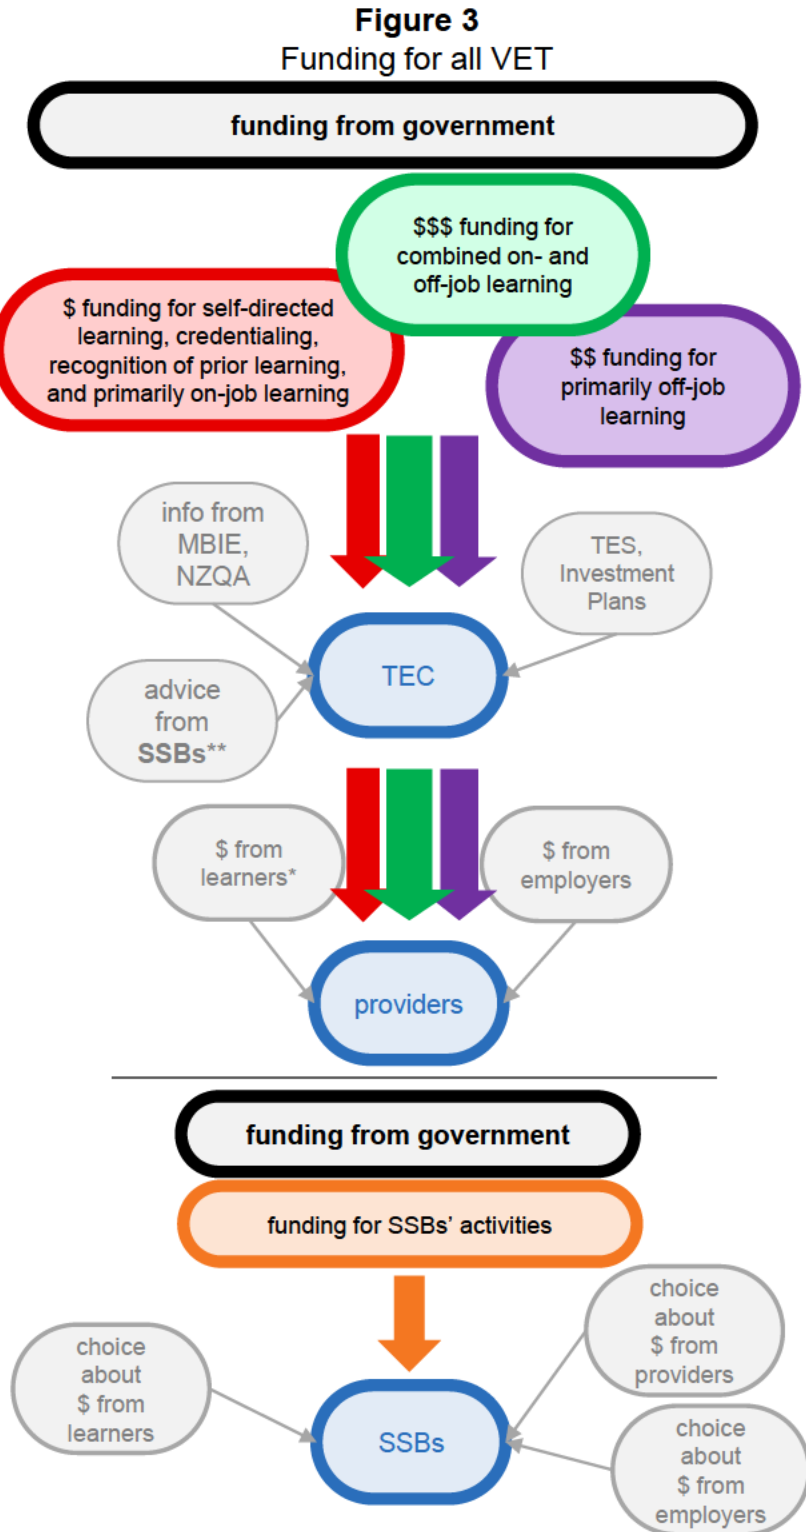 Figure 3
Funding for all VET
funding from government
$$$ funding for
combined on- and
off-job learning
$ funding for self-directed
learning, credentialing,
recognition of prior learning,
and primarily on-job learning
$$ funding for
primarily off-job
learning
info from
MBIE,
NZQA
TES,
Investment
Plans
TEC
advice
from
SSBs**
$ from
learners*
$ from
employers
providers
funding from government
funding for SSBs’ activities
choice
about
$ from
providers
choice
about
$ from
learners
SSBs
choice
about
$ from
employers